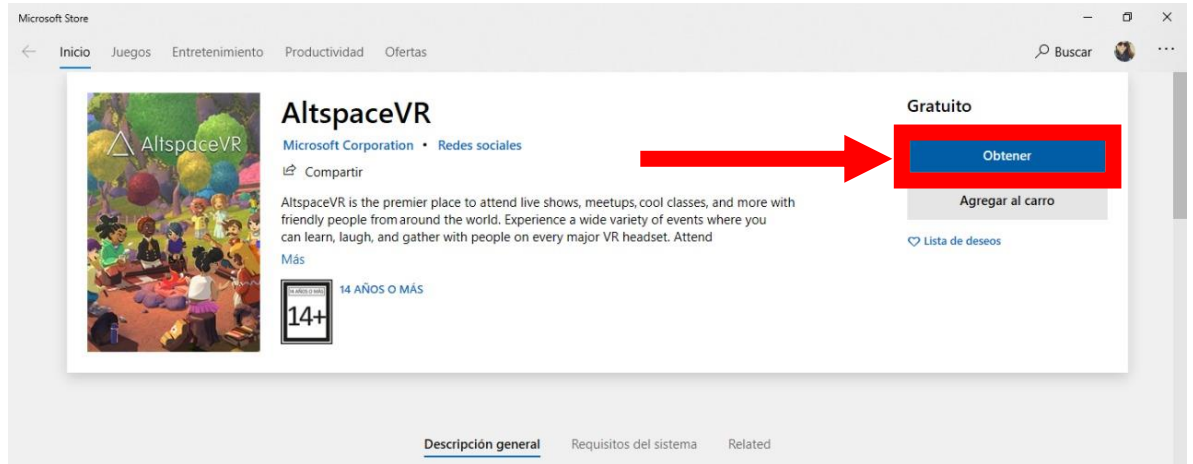 Microsoft Store
Inicio Juegos Entretenimiento Productividad Ofertas Buscar
AltspaceVR
AltspaceVR
Microsoft Corporation • Redes sociales
Compartir
AltspaceVR is the premier place to attend live shows, meetups, cool classes, and more with
friendly people from around the world. Experience a wide variety of events where you
can learn, laugh, and gather with people on every major VR headset. Attend
Más
14 AÑOS O MÁS
14+
14 AÑOS O MÁS
Gratuito
Obtener
Agregar al carro
Lista de deseos
Descripción general Requisitos del sistema Related